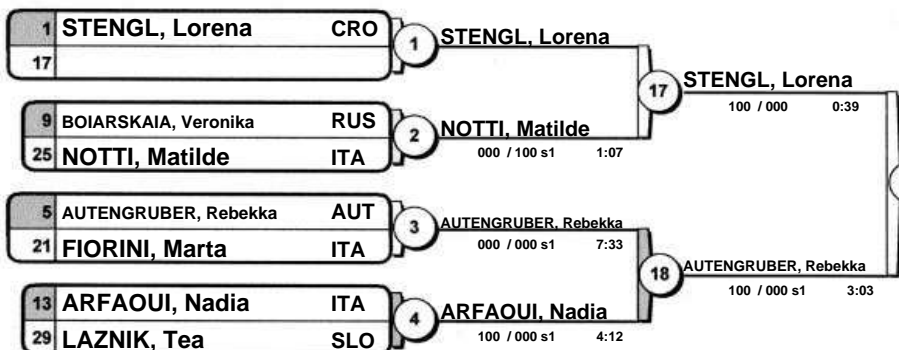 1 STENGL, Lorena CRO
17
1
STENGL, Lorena
9 BOIARSKAIA, Veronika RUS
25 NOTTI, Matilde ITA
2
NOTTI, Matilde
000 / 100 s1 1:07
17
STENGL, Lorena
100 / 000 0:39
5 AUTENGRUBER, Rebekka AUT
21 FIORINI, Marta ITA
3
AUTENGRUBER, Rebekka
000 / 000 s1 7:33
13 ARFAOUI, Nadia ITA
29 LAZNIK, Tea SLO
4
ARFAOUI, Nadia
100 / 000 s1 4:12
18
AUTENGRUBER, Rebekka
100 / 000 s1 3:03